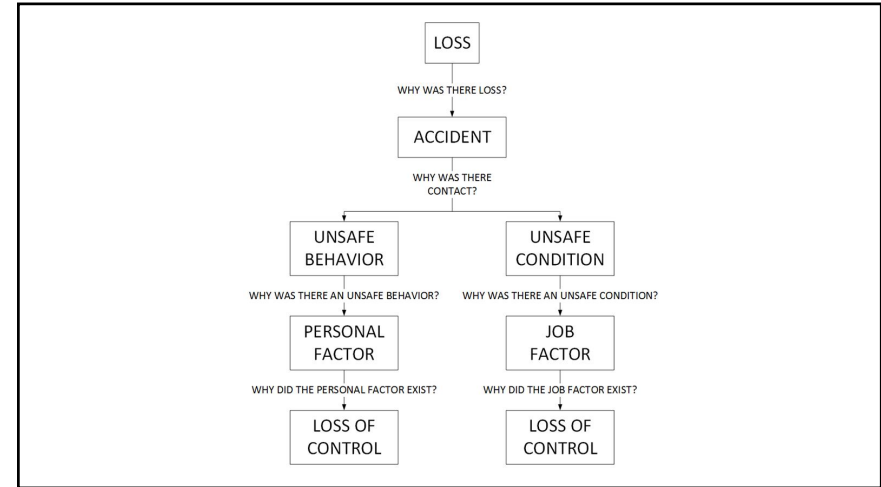 LOSS
WHY WAS THERE LOSS?
ACCIDENT
WHY WAS THERE
CONTACT?
UNSAFE
BEHAVIOR
UNSAFE
CONDITION
WHY WAS THERE AN UNSAFE BEHAVIOR?
WHY WAS THERE AN UNSAFE CONDITION?
PERSONAL
FACTOR
JOB
FACTOR
WHY DID THE PERSONAL FACTOR EXIST?
WHY DID THE JOB FACTOR EXIST?
LOSS OF
CONTROL
LOSS OF
CONTROL